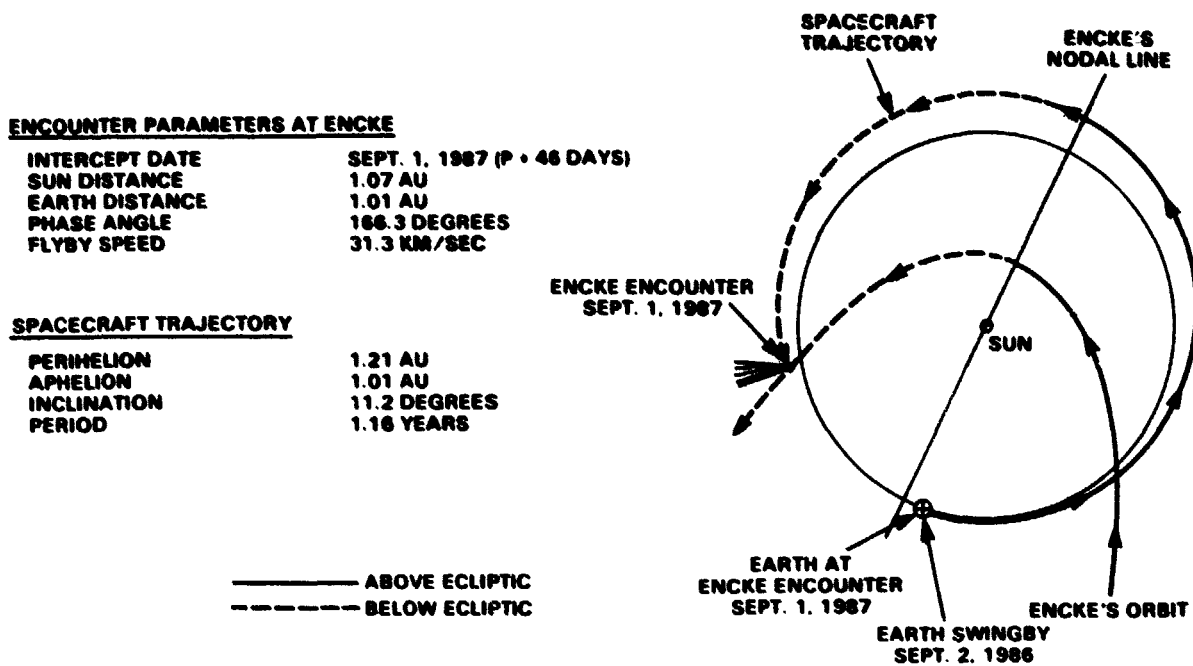 ENCOUNTER PARAMETERS AT ENCKE
INTERCEPT DATE SEPT. 1, 1987 (P + 46 DAYS)
SUN DISTANCE 1.07 AU
EARTH DISTANCE 1.01 AU
PHASE ANGLE 166.3 DEGREES
FLYBY SPEED 31.3 KM/SEC
SPACECRAFT TRAJECTORY
PERIHELION 1.21 AU
APHELION 1.01 AU
INCLINATION 11.2 DEGREES
PERIOD 1.16 YEARS
ABOVE ECLIPTIC
BELOW ECLIPTIC
SPACECRAFT
TRAJECTORY
ENCKE'S
NODAL LINE
ENCKE ENCOUNTER
SEPT. 1, 1987
SUN
EARTH AT
ENCKE ENCOUNTER
SEPT. 1, 1987
ENCKE'S ORBIT
EARTH SWINGBY
SEPT. 2, 1986